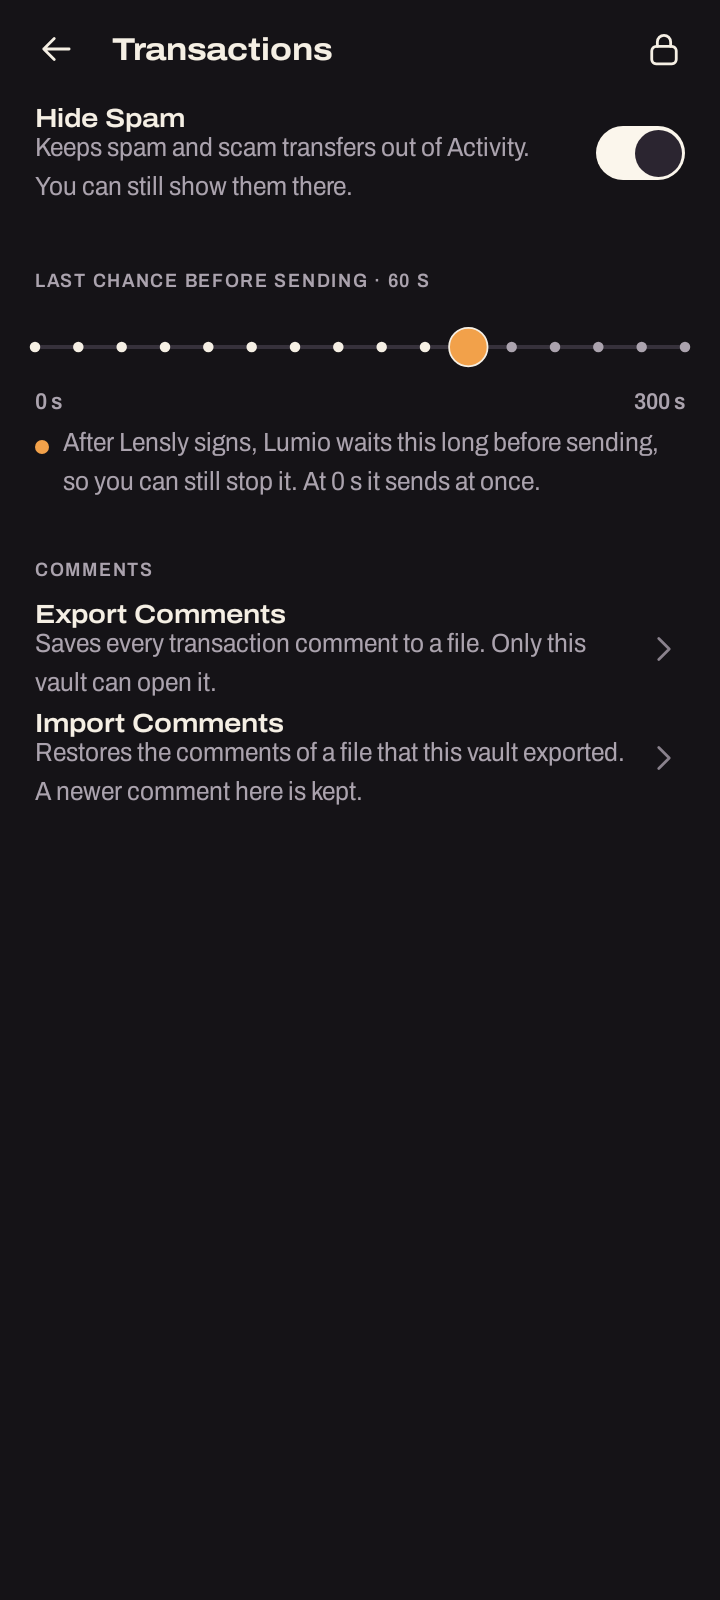 Transactions
Hide Spam
Keeps spam and scam transfers out of Activity.
You can still show them there.
LAST CHANCE BEFORE SENDING · 60 S
0 s
300 s
After Lensly signs, Lumio waits this long before sending,
so you can still stop it. At 0 s it sends at once.
COMMENTS
Export Comments
Saves every transaction comment to a file. Only this
vault can open it.
Import Comments
Restores the comments of a file that this vault exported.
A newer comment here is kept.